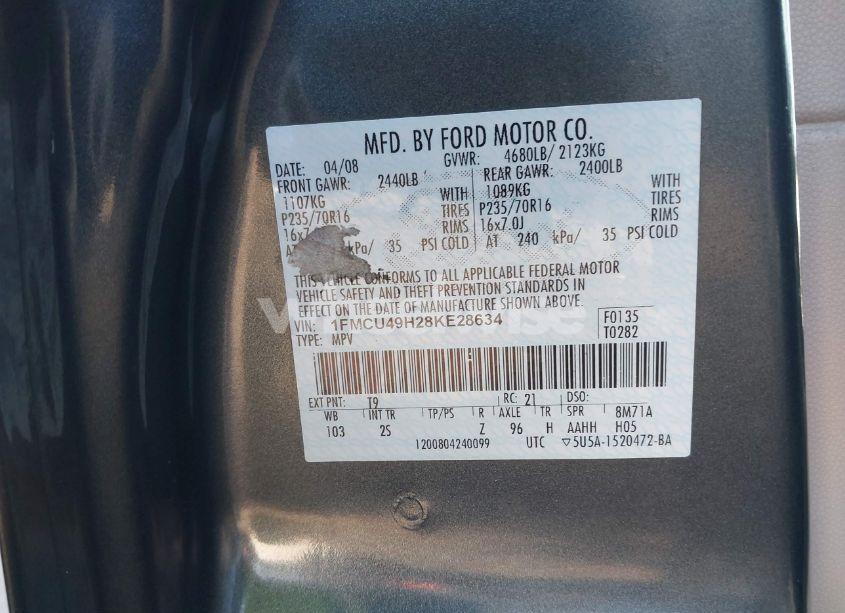 MFD. BY FORD MOTOR CO.
DATE: 04/08 GVWR: 4680LB/ 2123KG
FRONT GAWR: 2440LB REAR GAWR: 2400LB
1107KG WITH 1089KG WITH
P235/70R16 TIRES P235/70R16 TIRES
16x7. RIMS 16x7.0J RIMS
AT kPa/ 35 PSI COLD AT 240 kPa/ 35 PSI COLD
THIS VEHICLE CONFORMS TO ALL APPLICABLE FEDERAL MOTOR
VEHICLE SAFETY AND THEFT PREVENTION STANDARDS IN
EFFECT ON THE DATE OF MANUFACTURE SHOWN ABOVE.
VIN: 1FMCU49H28KE28634 F0135
TYPE: MPV T0282
EXT PNT: T9 RC: 21 DSO:
WB INT TR TP/PS R AXLE TR SPR 8M71A
103 2S Z 96 H AAHH H05
1200804240099 UTC ▽5U5A-1520472-BA